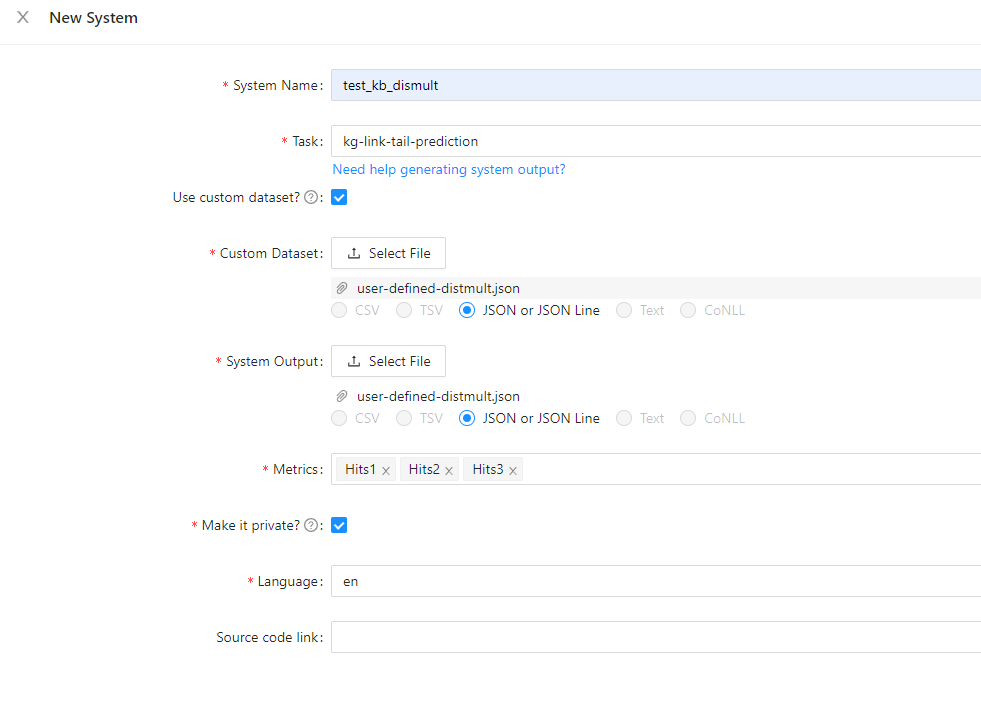 New System
* System Name: test_kb_dismult
* Task: kg-link-tail-prediction
Need help generating system output?
Use custom dataset? ? :
* Custom Dataset: Select File
user-defined-distmult.json
CSV TSV JSON or JSON Line Text CoNLL
* System Output: Select File
user-defined-distmult.json
CSV TSV JSON or JSON Line Text CoNLL
* Metrics: Hits1 x Hits2 x Hits3 x
* Make it private? ? :
* Language: en
Source code link: